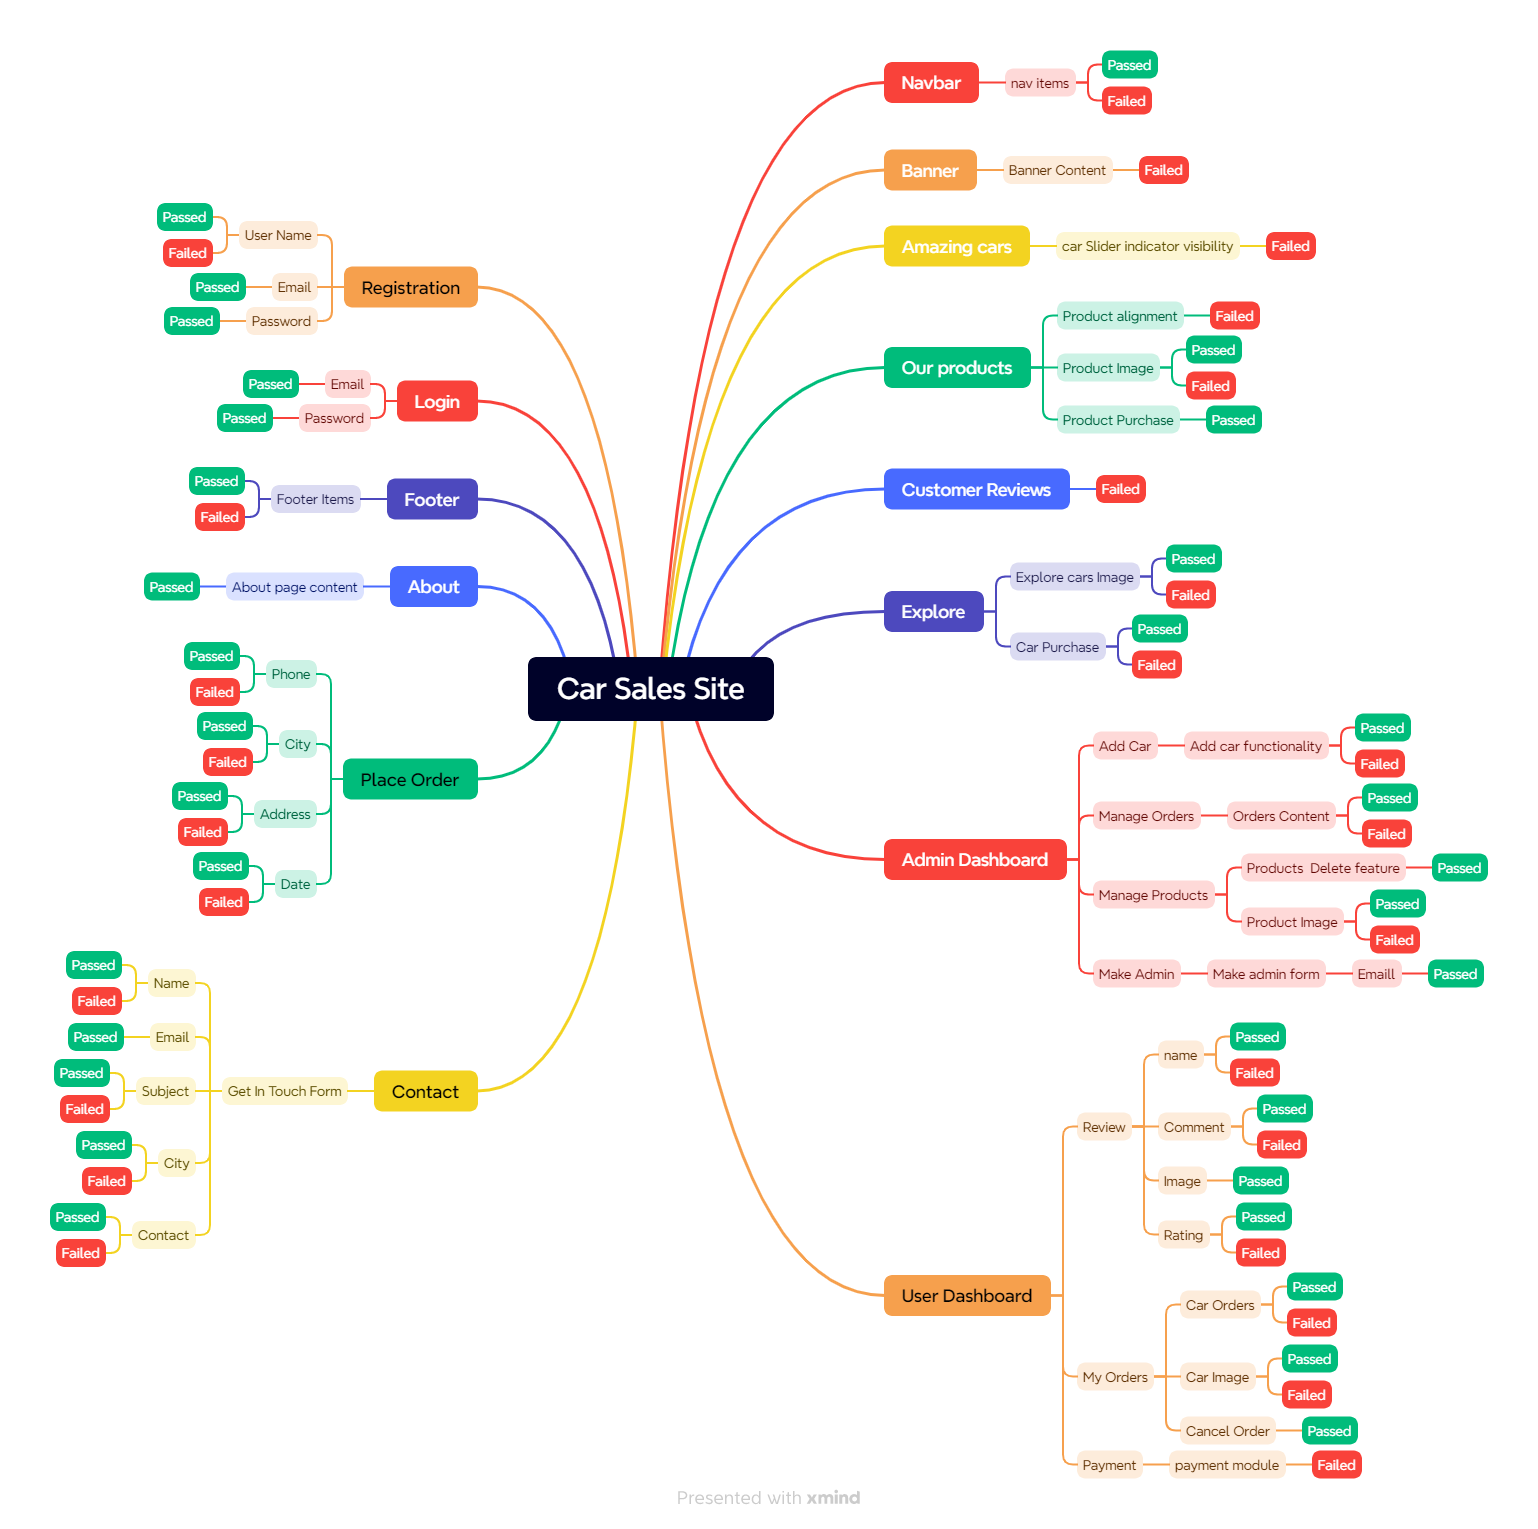 Car Sales Site
Navbar
nav items
Passed
Failed
Banner
Banner Content
Failed
Amazing cars
car Slider indicator visibility
Failed
Our products
Product alignment
Failed
Product Image
Passed
Failed
Product Purchase
Passed
Customer Reviews
Failed
Explore
Explore cars Image
Passed
Failed
Car Purchase
Passed
Failed
Admin Dashboard
Add Car
Add car functionality
Passed
Failed
Manage Orders
Orders Content
Passed
Failed
Manage Products
Products  Delete feature
Passed
Product Image
Passed
Failed
Make Admin
Make admin form
Emaill
Passed
User Dashboard
Review
name
Passed
Failed
Comment
Passed
Failed
Image
Passed
Rating
Passed
Failed
My Orders
Car Orders
Passed
Failed
Car Image
Passed
Failed
Cancel Order
Passed
Payment
payment module
Failed
Registration
User Name
Passed
Failed
Email
Passed
Password
Passed
Login
Email
Passed
Password
Passed
Footer
Footer Items
Passed
Failed
About
About page content
Passed
Place Order
Phone
Passed
Failed
City
Passed
Failed
Address
Passed
Failed
Date
Passed
Failed
Contact
Get In Touch Form
Name
Passed
Failed
Email
Passed
Subject
Passed
Failed
City
Passed
Failed
Contact
Passed
Failed
Presented with xmind